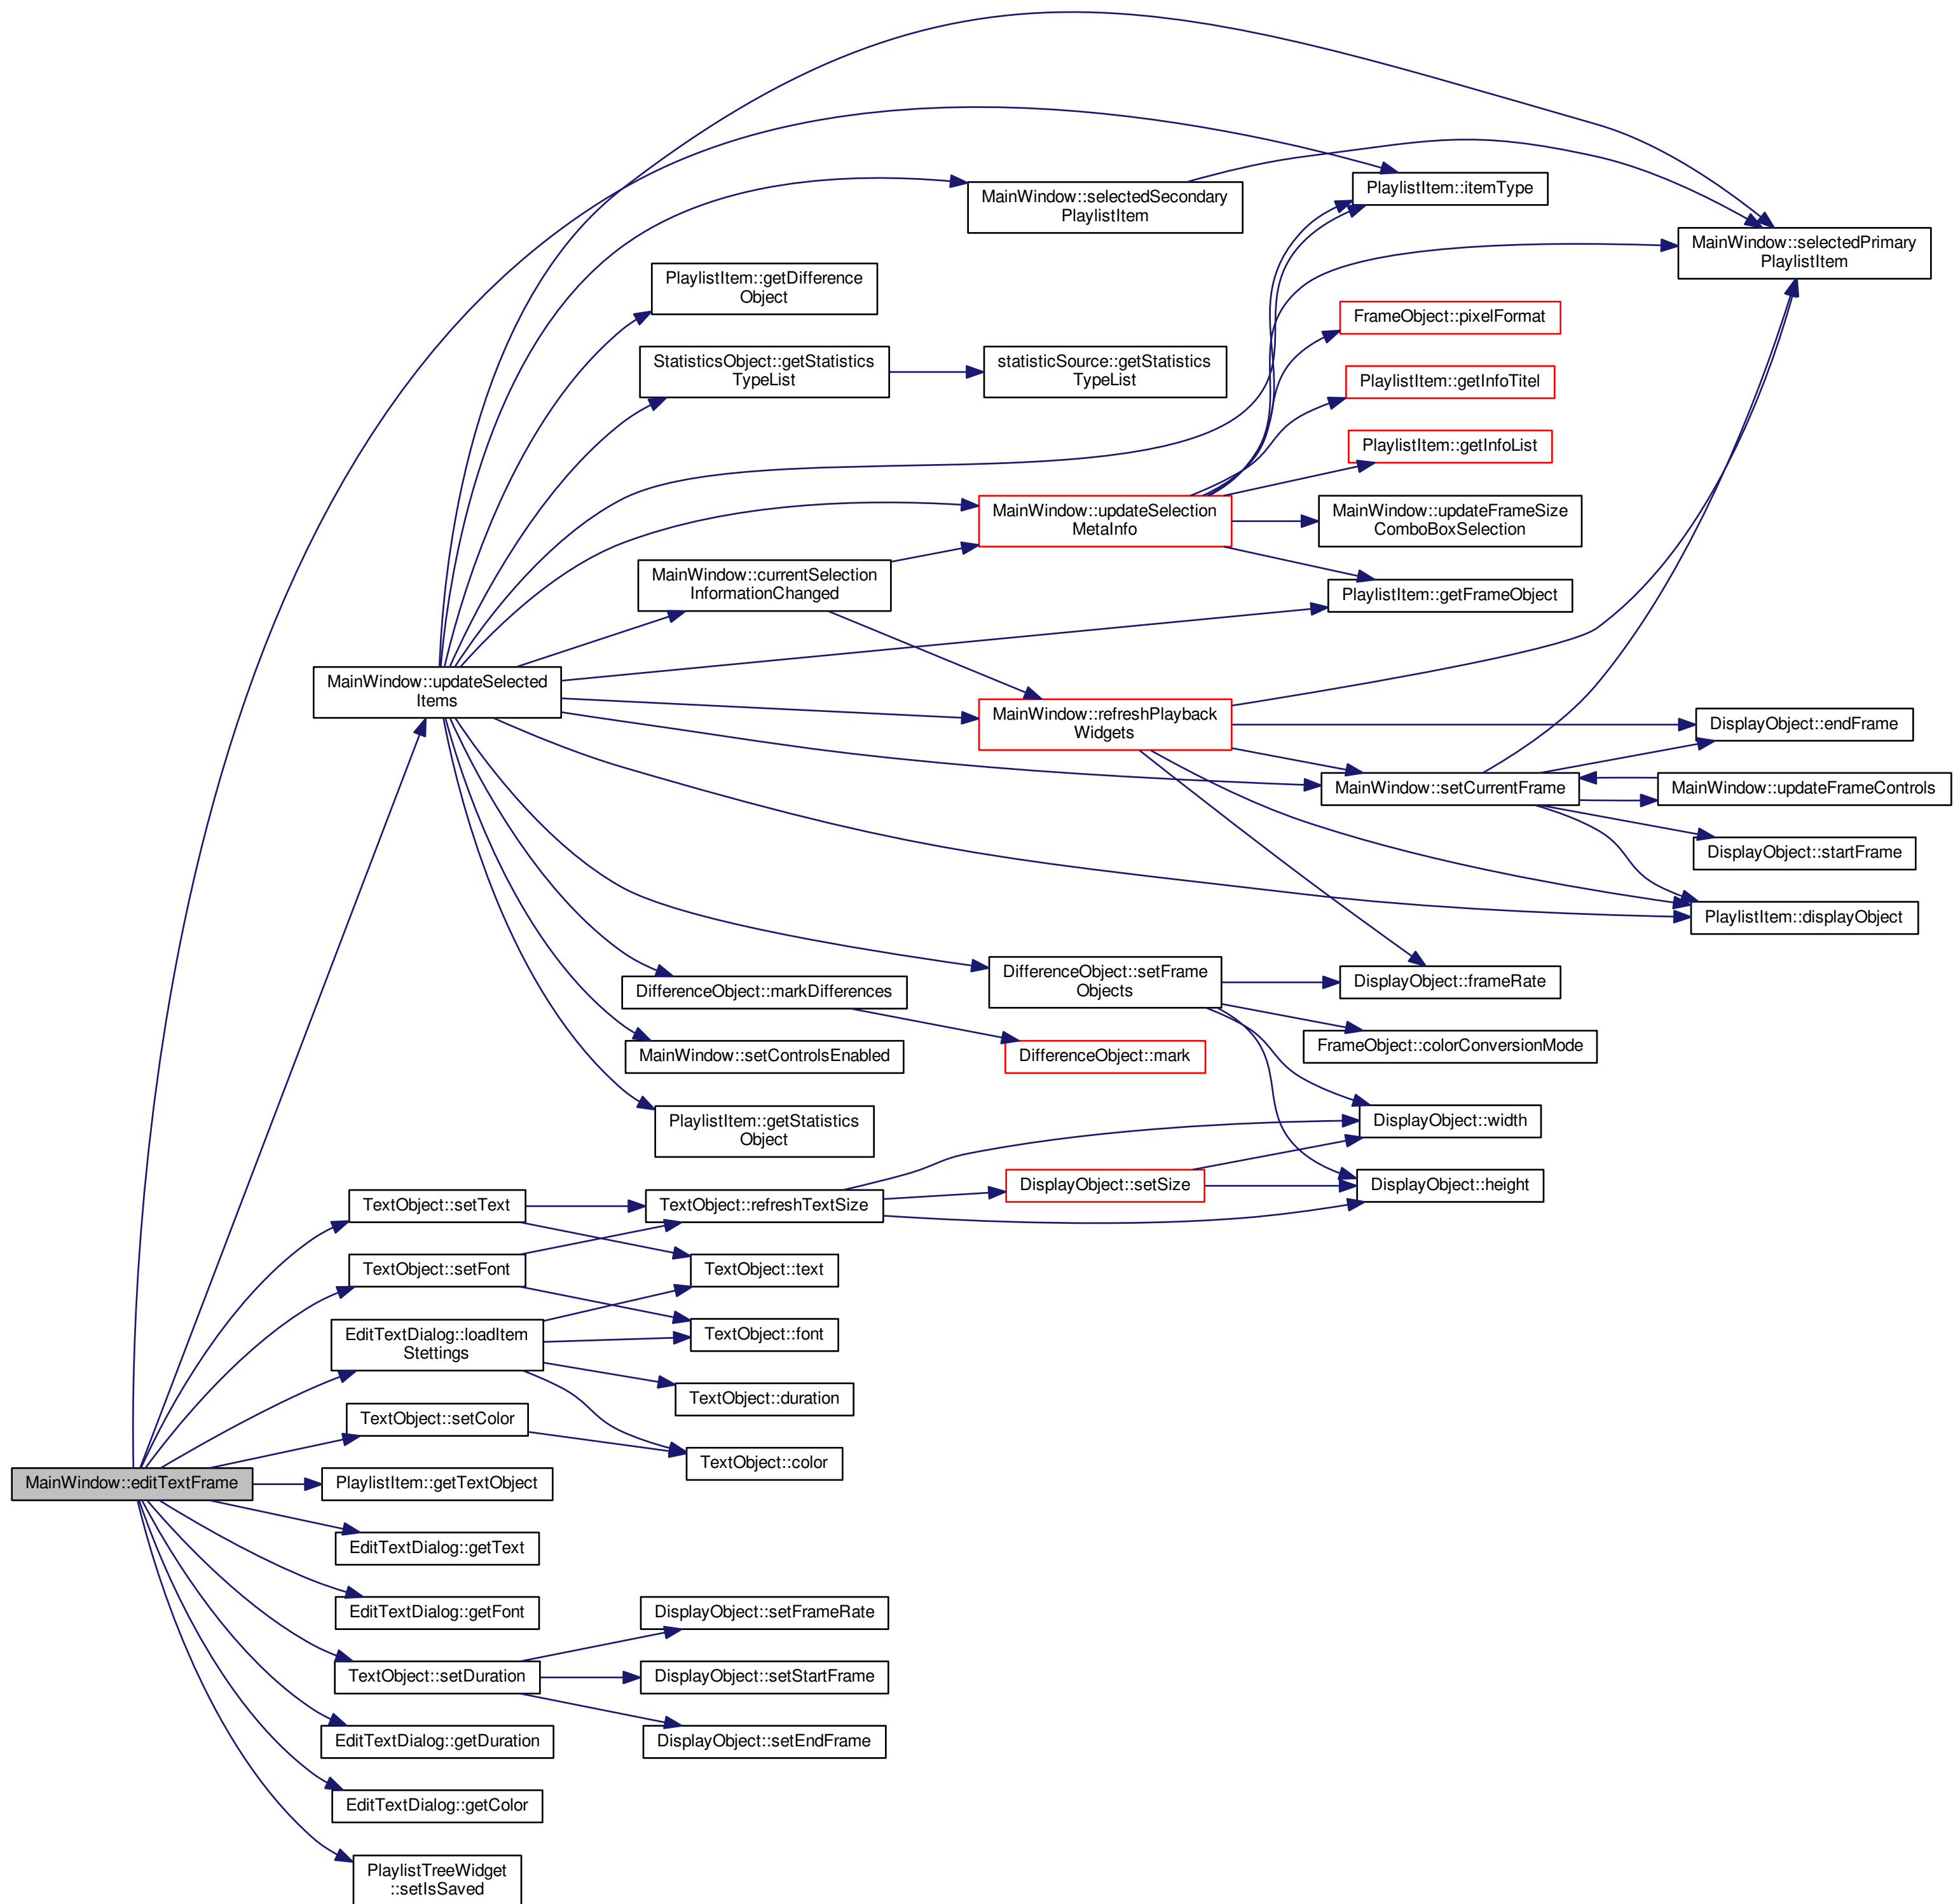 MainWindow::selectedSecondary
PlaylistItem
PlaylistItem::itemType
MainWindow::selectedPrimary
PlaylistItem
PlaylistItem::getDifference
Object
FrameObject::pixelFormat
StatisticsObject::getStatistics
TypeList
statisticSource::getStatistics
TypeList
PlaylistItem::getInfoTitel
PlaylistItem::getInfoList
MainWindow::updateSelection
MetaInfo
MainWindow::updateFrameSize
ComboBoxSelection
MainWindow::currentSelection
InformationChanged
PlaylistItem::getFrameObject
MainWindow::updateSelected
Items
MainWindow::refreshPlayback
Widgets
DisplayObject::endFrame
MainWindow::setCurrentFrame
MainWindow::updateFrameControls
DisplayObject::startFrame
PlaylistItem::displayObject
DifferenceObject::markDifferences
DifferenceObject::setFrame
Objects
DisplayObject::frameRate
MainWindow::setControlsEnabled
DifferenceObject::mark
FrameObject::colorConversionMode
PlaylistItem::getStatistics
Object
DisplayObject::width
TextObject::setText
TextObject::refreshTextSize
DisplayObject::setSize
DisplayObject::height
TextObject::setFont
TextObject::text
EditTextDialog::loadItem
Stettings
TextObject::font
TextObject::duration
TextObject::setColor
TextObject::color
MainWindow::editTextFrame
PlaylistItem::getTextObject
EditTextDialog::getText
EditTextDialog::getFont
DisplayObject::setFrameRate
TextObject::setDuration
DisplayObject::setStartFrame
EditTextDialog::getDuration
DisplayObject::setEndFrame
EditTextDialog::getColor
PlaylistTreeWidget
::setIsSaved